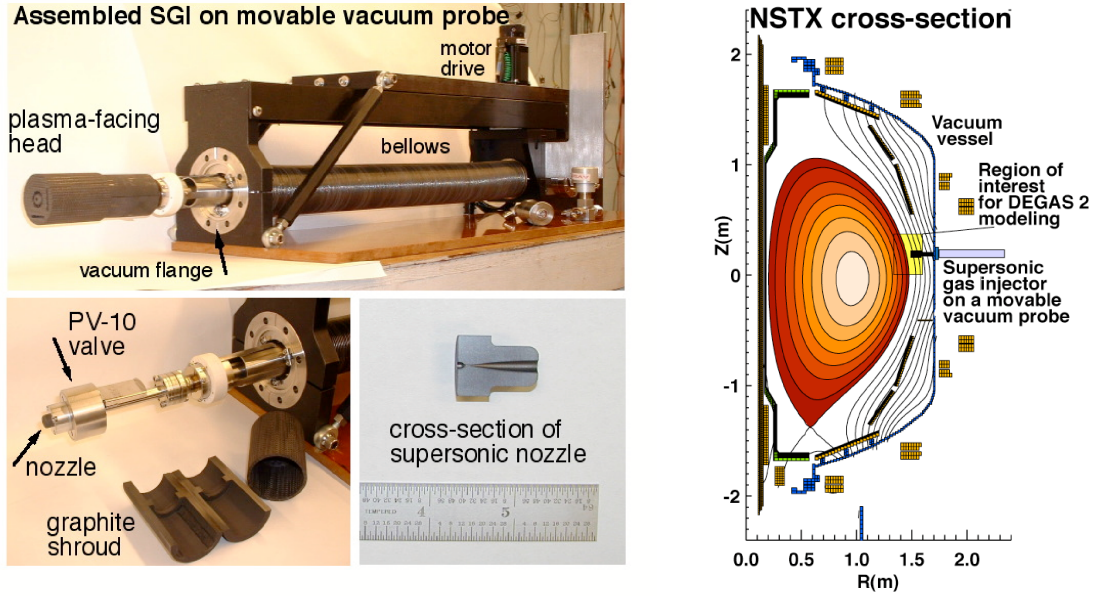 Assembled SGI on movable vacuum probe
motor
drive
plasma-facing
head
bellows
vacuum flange
PV-10
valve
nozzle
graphite
shroud
cross-section of
supersonic nozzle
4
5
64
NSTX cross-section
Vacuum
vessel
Region of
interest
for DEGAS 2
modeling
Supersonic
gas injector
on a movable
vacuum probe
Z(m)
2
1
0
-1
-2
0.0 0.5 1.0 1.5 2.0
R(m)